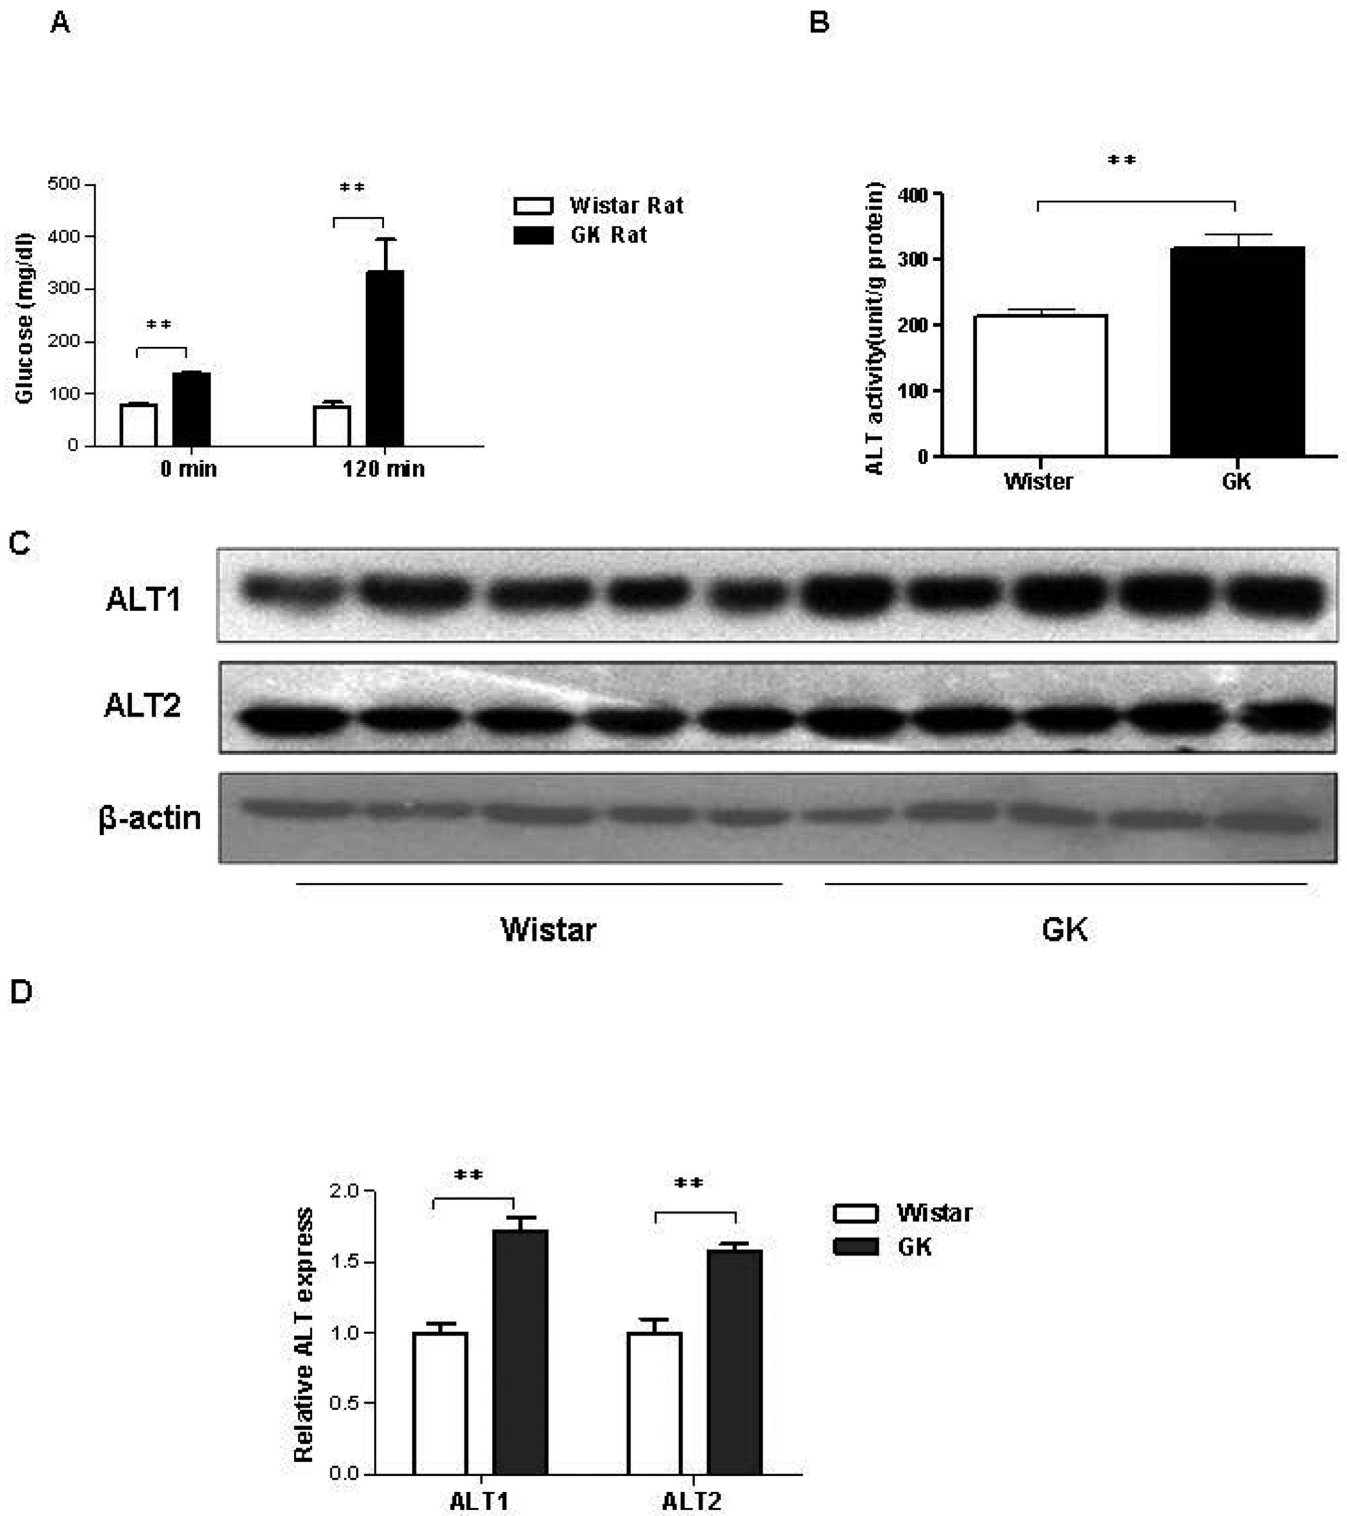 A
B
**
500
400
300
200
100
0
Glucose (mg/dl)
**
**
0 min
120 min
Wistar Rat
GK Rat
400
300
200
100
0
ALT activity(unit/g protein)
Wister
GK
C
ALT1
ALT2
β-actin
Wistar
GK
D
**
**
2.0
1.5
1.0
0.5
0.0
Relative ALT express
ALT1
ALT2
Wistar
GK